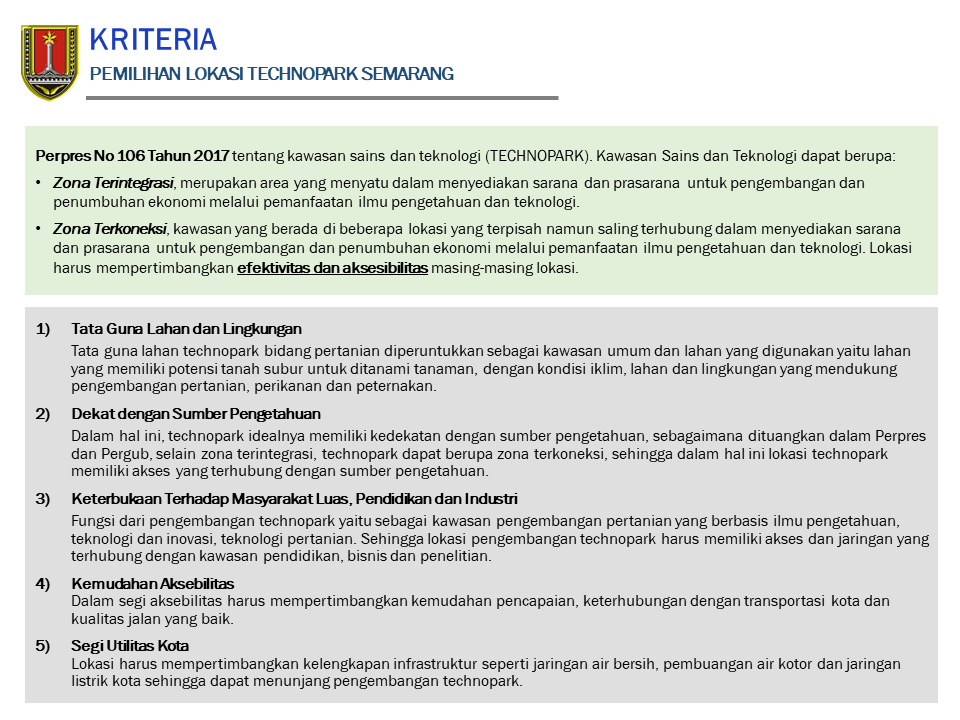 KRITERIA
PEMILIHAN LOKASI TECHNOPARK SEMARANG
Perpres No 106 Tahun 2017 tentang kawasan sains dan teknologi (TECHNOPARK). Kawasan Sains dan Teknologi dapat berupa:
• Zona Terintegrasi, merupakan area yang menyatu dalam menyediakan sarana dan prasarana untuk pengembangan dan
penumbuhan ekonomi melalui pemanfaatan ilmu pengetahuan dan teknologi.
• Zona Terkoneksi, kawasan yang berada di beberapa lokasi yang terpisah namun saling terhubung dalam menyediakan sarana
dan prasarana untuk pengembangan dan penumbuhan ekonomi melalui pemanfaatan ilmu pengetahuan dan teknologi. Lokasi
harus mempertimbangkan efektivitas dan aksesibilitas masing-masing lokasi.
1) Tata Guna Lahan dan Lingkungan
Tata guna lahan technopark bidang pertanian diperuntukkan sebagai kawasan umum dan lahan yang digunakan yaitu lahan
yang memiliki potensi tanah subur untuk ditanami tanaman, dengan kondisi iklim, lahan dan lingkungan yang mendukung
pengembangan pertanian, perikanan dan peternakan.
2) Dekat dengan Sumber Pengetahuan
Dalam hal ini, technopark idealnya memiliki kedekatan dengan sumber pengetahuan, sebagaimana dituangkan dalam Perpres
dan Pergub, selain zona terintegrasi, technopark dapat berupa zona terkoneksi, sehingga dalam hal ini lokasi technopark
memiliki akses yang terhubung dengan sumber pengetahuan.
3) Keterbukaan Terhadap Masyarakat Luas, Pendidikan dan Industri
Fungsi dari pengembangan technopark yaitu sebagai kawasan pengembangan pertanian yang berbasis ilmu pengetahuan,
teknologi dan inovasi, teknologi pertanian. Sehingga lokasi pengembangan technopark harus memiliki akses dan jaringan yang
terhubung dengan kawasan pendidikan, bisnis dan penelitian.
4) Kemudahan Aksebilitas
Dalam segi aksebilitas harus mempertimbangkan kemudahan pencapaian, keterhubungan dengan transportasi kota dan
kualitas jalan yang baik.
5) Segi Utilitas Kota
Lokasi harus mempertimbangkan kelengkapan infrastruktur seperti jaringan air bersih, pembuangan air kotor dan jaringan
listrik kota sehingga dapat menunjang pengembangan technopark.